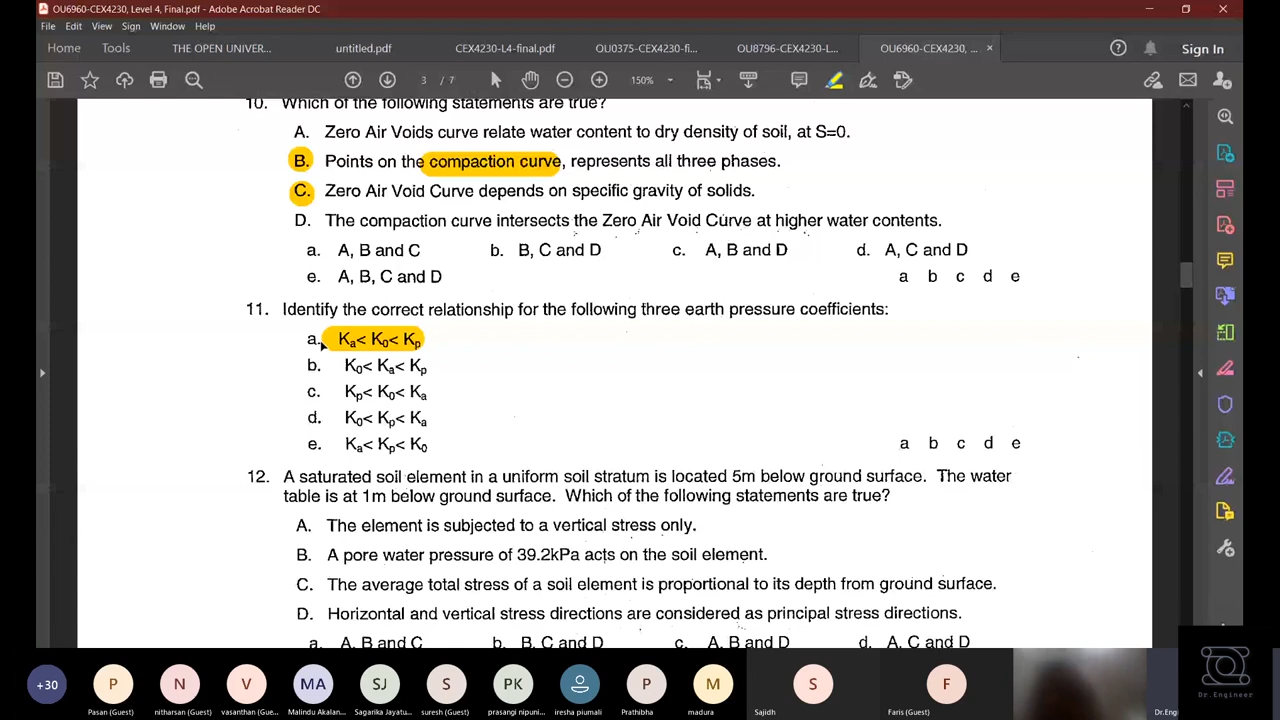 OU6960-CEX4230, Level 4, Final.pdf - Adobe Acrobat Reader DC
File Edit View Sign Window Help
Home Tools THE OPEN UNIVER... untitled.pdf CEX4230-L4-final.pdf OU0375-CEX4230-fi... OU8796-CEX4230-L... OU6960-CEX4230, ... × Sign In
3 / 7 150%
10. Which of the following statements are true?
A. Zero Air Voids curve relate water content to dry density of soil, at S=0.
B. Points on the compaction curve, represents all three phases.
C. Zero Air Void Curve depends on specific gravity of solids.
D. The compaction curve intersects the Zero Air Void Curve at higher water contents.
a. A, B and C b. B, C and D c. A, B and D d. A, C and D
e. A, B, C and D a b c d e
11. Identify the correct relationship for the following three earth pressure coefficients:
a. Ka< K0< Kp
b. K0< Ka< Kp
c. Kp< K0< Ka
d. K0< Kp< Ka
e. Ka< Kp< K0 a b c d e
12. A saturated soil element in a uniform soil stratum is located 5m below ground surface. The water
table is at 1m below ground surface. Which of the following statements are true?
A. The element is subjected to a vertical stress only.
B. A pore water pressure of 39.2kPa acts on the soil element.
C. The average total stress of a soil element is proportional to its depth from ground surface.
D. Horizontal and vertical stress directions are considered as principal stress directions.
a. A, B and C b. B, C and D c. A, B and D d. A, C and D
+30 P N V MA SJ S PK P M S F
Pasan (Guest) nitharsan (Guest) vasanthan (Gue... Malindu Akalan... Sagarika Jayatu... suresh (Guest) prasangi nipuni... iresha piumali Prathibha madura Sajidh Faris (Guest) Dr.Eng
Dr.Engineer